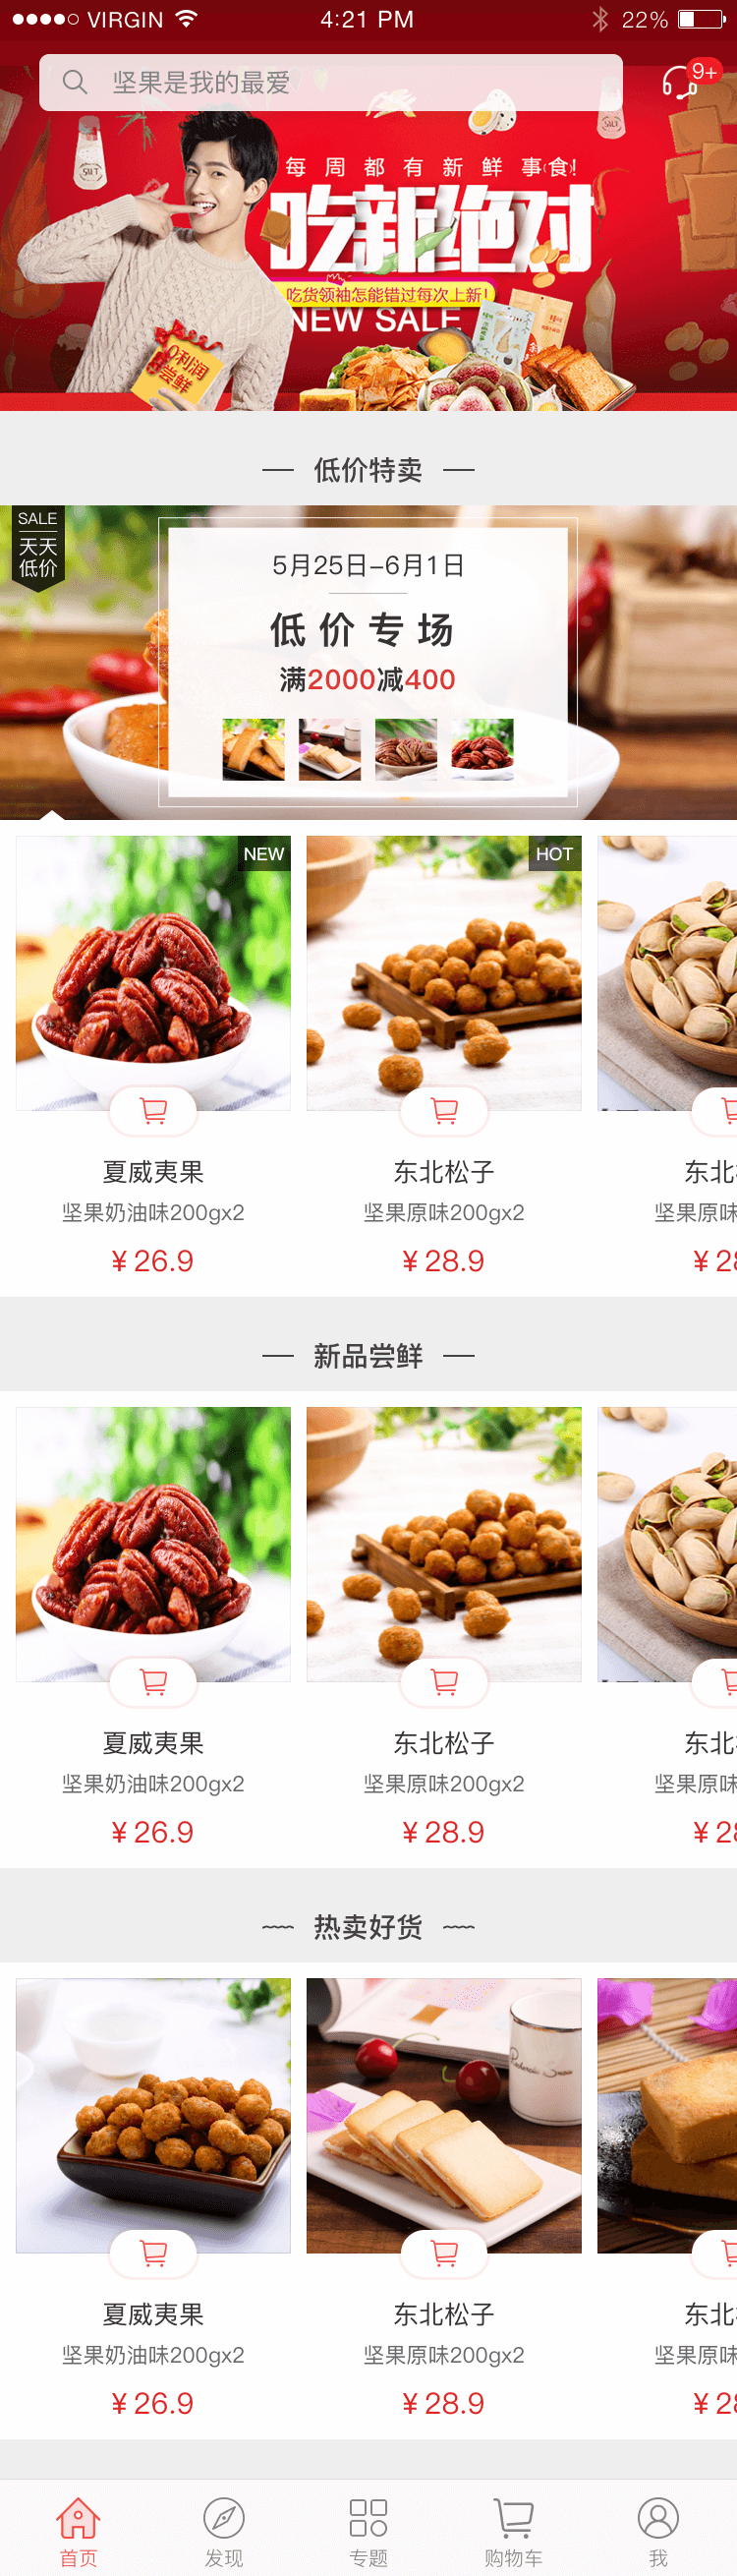 VIRGIN 4:21 PM 22%
坚果是我的最爱
9+
SALT
SALT
每周都有新鲜事食!
吃新绝对
吃货领袖怎能错过每次上新!
NEW SALE
0利润
尝鲜
低价特卖
SALE
天天
低价
5月25日-6月1日
低价专场
满2000减400
NEW
HOT
夏威夷果 东北松子 东北
坚果奶油味200gx2 坚果原味200gx2 坚果原味
¥ 26.9 ¥ 28.9 ¥ 28
新品尝鲜
夏威夷果 东北松子 东北
坚果奶油味200gx2 坚果原味200gx2 坚果原味
¥ 26.9 ¥ 28.9 ¥ 28
热卖好货
夏威夷果 东北松子 东北
坚果奶油味200gx2 坚果原味200gx2 坚果原味
¥ 26.9 ¥ 28.9 ¥ 28
首页 发现 专题 购物车 我